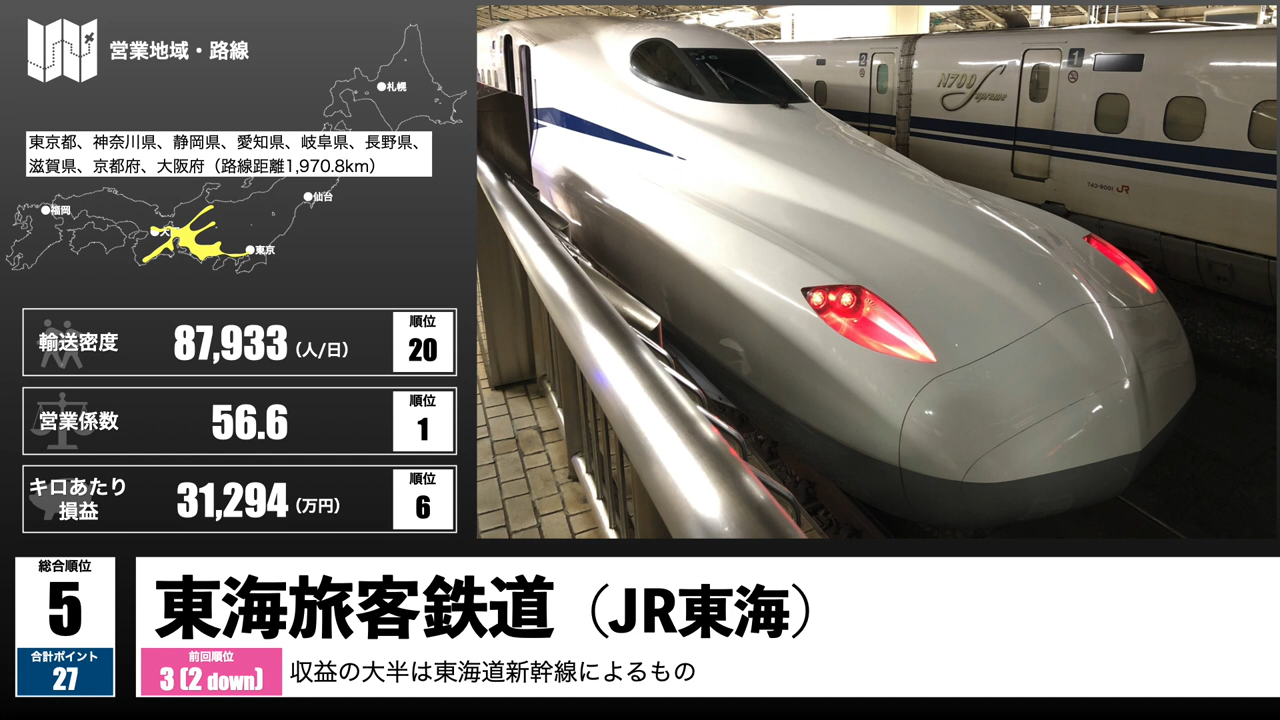 営業地域・路線
札幌
東京都、神奈川県、静岡県、愛知県、岐阜県、長野県、
滋賀県、京都府、大阪府（路線距離1,970.8km）
仙台
福岡
大
東京
輸送密度
87,933（人/日）
順位
20
営業係数
56.6
順位
1
キロあたり
損益
31,294（万円）
順位
6
2
1
N700
Supreme
743-9001 JR
総合順位
5
合計ポイント
27
東海旅客鉄道（JR東海）
前回順位
3 (2 down)
収益の大半は東海道新幹線によるもの